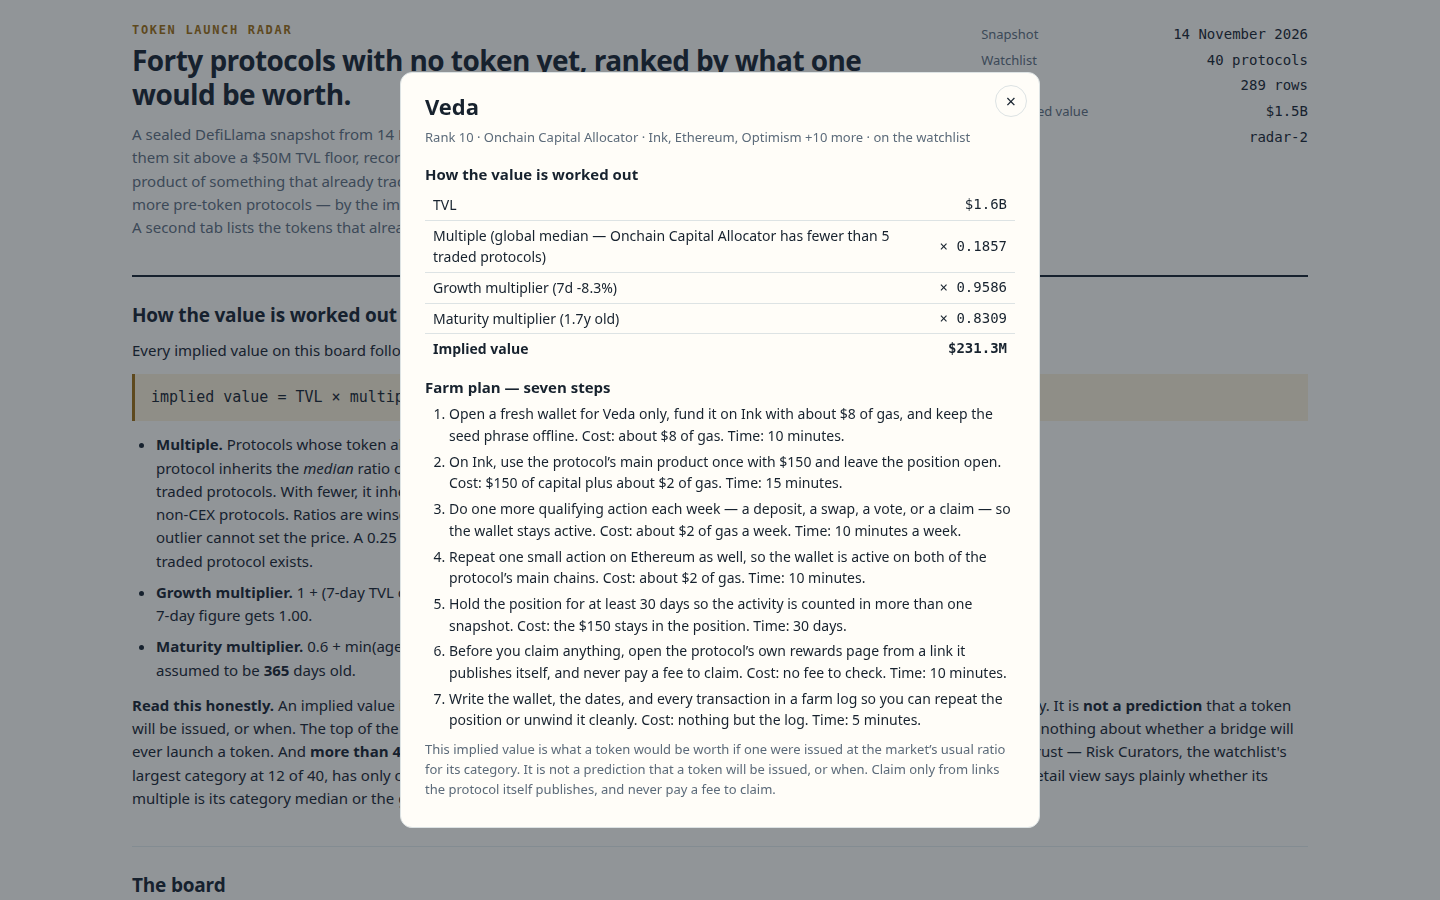 TOKEN LAUNCH RADAR
Forty protocols with no token yet, ranked by what one
would be worth.
A sealed DefiLlama snapshot from 14
them sit above a $50M TVL floor, recor
product of something that already trad
more pre-token protocols — by the im
A second tab lists the tokens that alrea
Snapshot 14 November 2026
Watchlist 40 protocols
289 rows
ed value $1.5B
radar-2
How the value is worked out
Every implied value on this board follo
implied value = TVL × multip
Multiple. Protocols whose token a
protocol inherits the median ratio o
traded protocols. With fewer, it inhe
non-CEX protocols. Ratios are wins
outlier cannot set the price. A 0.25
traded protocol exists.
Growth multiplier. 1 + (7-day TVL
7-day figure gets 1.00.
Maturity multiplier. 0.6 + min(age
assumed to be 365 days old.
Read this honestly. An implied value
will be issued, or when. The top of the
ever launch a token. And more than 4
largest category at 12 of 40, has only
multiple is its category median or the
y. It is not a prediction that a token
nothing about whether a bridge will
rust — Risk Curators, the watchlist's
etail view says plainly whether its
The board
Veda
×
Rank 10 · Onchain Capital Allocator · Ink, Ethereum, Optimism +10 more · on the watchlist
How the value is worked out
TVL $1.6B
Multiple (global median — Onchain Capital Allocator has fewer than 5
traded protocols) × 0.1857
Growth multiplier (7d -8.3%) × 0.9586
Maturity multiplier (1.7y old) × 0.8309
Implied value $231.3M
Farm plan — seven steps
1. Open a fresh wallet for Veda only, fund it on Ink with about $8 of gas, and keep the
seed phrase offline. Cost: about $8 of gas. Time: 10 minutes.
2. On Ink, use the protocol’s main product once with $150 and leave the position open.
Cost: $150 of capital plus about $2 of gas. Time: 15 minutes.
3. Do one more qualifying action each week — a deposit, a swap, a vote, or a claim — so
the wallet stays active. Cost: about $2 of gas a week. Time: 10 minutes a week.
4. Repeat one small action on Ethereum as well, so the wallet is active on both of the
protocol’s main chains. Cost: about $2 of gas. Time: 10 minutes.
5. Hold the position for at least 30 days so the activity is counted in more than one
snapshot. Cost: the $150 stays in the position. Time: 30 days.
6. Before you claim anything, open the protocol’s own rewards page from a link it
publishes itself, and never pay a fee to claim. Cost: no fee to check. Time: 10 minutes.
7. Write the wallet, the dates, and every transaction in a farm log so you can repeat the
position or unwind it cleanly. Cost: nothing but the log. Time: 5 minutes.
This implied value is what a token would be worth if one were issued at the market’s usual ratio
for its category. It is not a prediction that a token will be issued, or when. Claim only from links
the protocol itself publishes, and never pay a fee to claim.